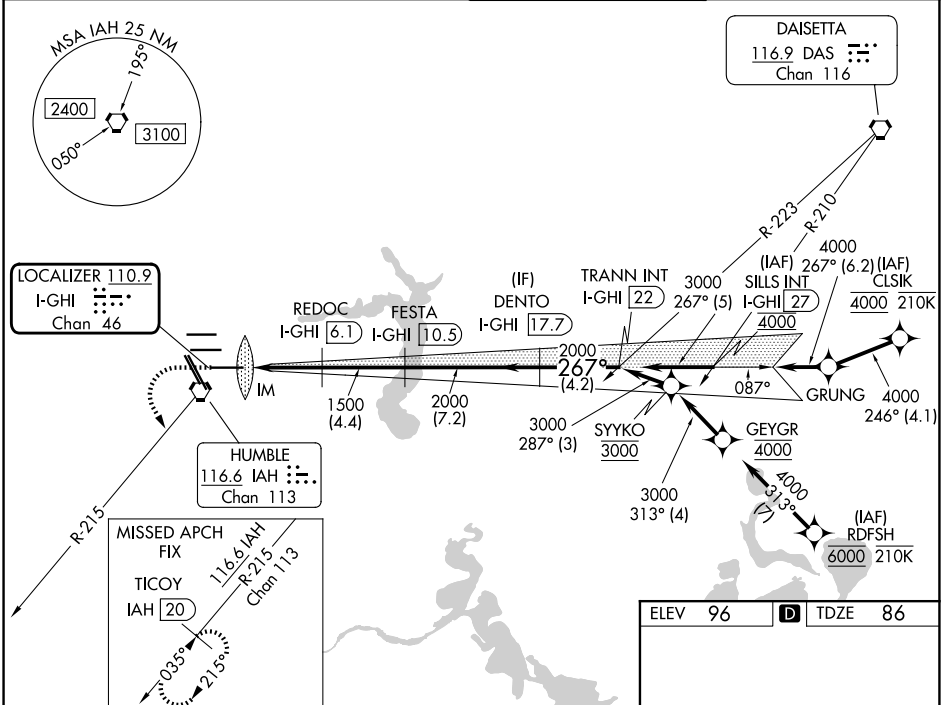 MSA IAH 25 NM
195°
2400
3100
050°
DAISETTA
116.9 DAS
Chan 116
R-223
R-210
LOCALIZER 110.9
I-GHI
Chan 46
REDOC
I-GHI 6.1
FESTA
I-GHI 10.5
(IF)
DENTO
I-GHI 17.7
TRANN INT
I-GHI 22
3000
267° (5)
(IAF)
SILLS INT
I-GHI 27
4000
4000
267° (6.2)
(IAF)
CLSIK
4000 210K
IM
2000
267°
(4.2)
087°
GRUNG
4000
246° (4.1)
1500
(4.4)
2000
(7.2)
3000
287° (3)
SYYKO
3000
GEYGR
4000
3000
313° (4)
4000
313°
(7)
(IAF)
RDFSH
6000 210K
HUMBLE
116.6 IAH
Chan 113
R-215
MISSED APCH
FIX
TICOY
IAH 20
116.6 IAH
R-215
Chan 113
035°
215°
ELEV 96 D TDZE 86